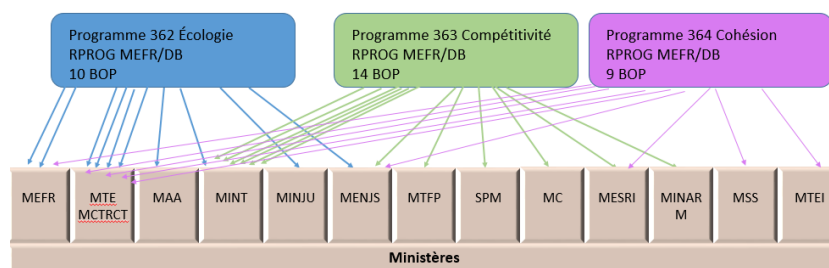 Programme 362 Écologie
RPROG MEFR/DB
10 BOP
Programme 363 Compétitivité
RPROG MEFR/DB
14 BOP
Programme 364 Cohésion
RPROG MEFR/DB
9 BOP
MEFR
MTE
MCTRCT
MAA
MINT
MINJU
MENJS
MTFP
SPM
MC
MESRI
MINAR
M
MSS
MTEI
Ministères